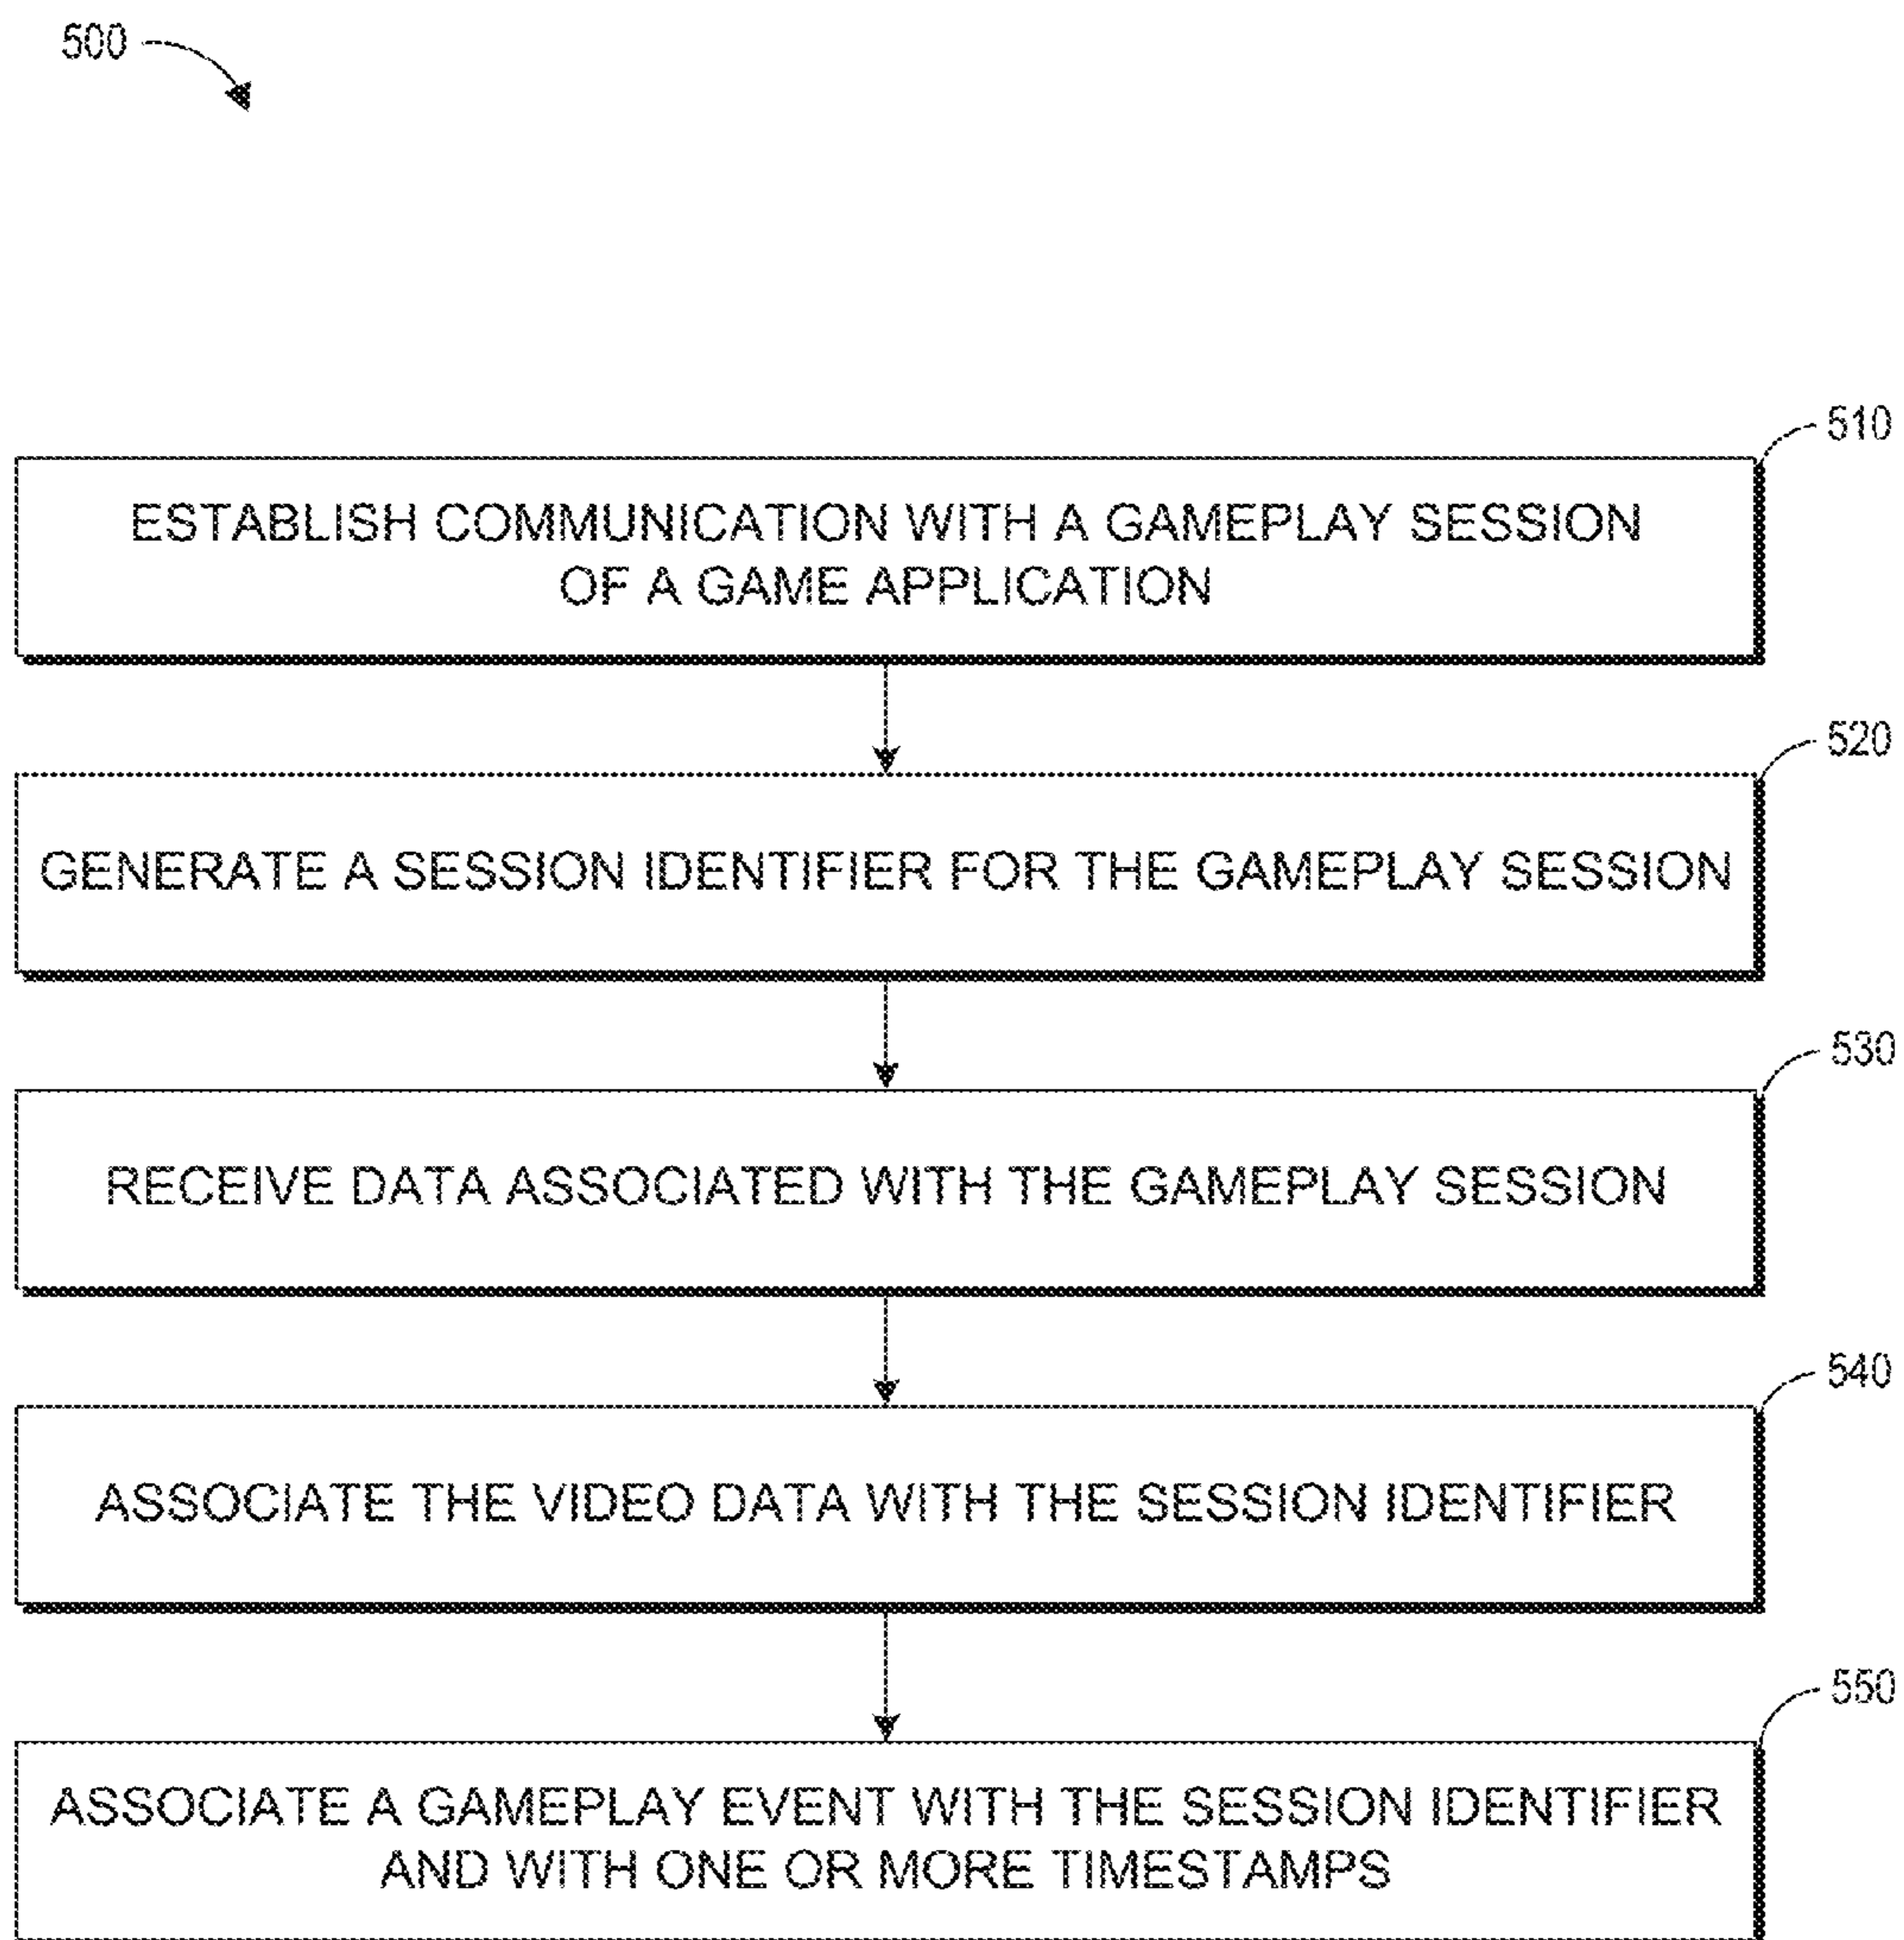 500
510
ESTABLISH COMMUNICATION WITH A GAMEPLAY SESSION
OF A GAME APPLICATION
520
GENERATE A SESSION IDENTIFIER FOR THE GAMEPLAY SESSION
530
RECEIVE DATA ASSOCIATED WITH THE GAMEPLAY SESSION
540
ASSOCIATE THE VIDEO DATA WITH THE SESSION IDENTIFIER
550
ASSOCIATE A GAMEPLAY EVENT WITH THE SESSION IDENTIFIER
AND WITH ONE OR MORE TIMESTAMPS